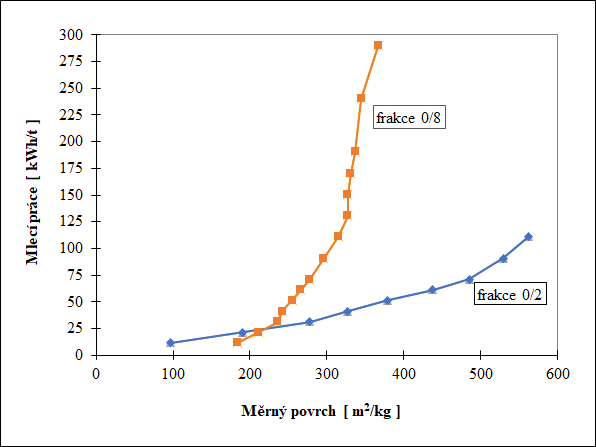 300
275
250
225
200
175
150
125
100
75
50
25
0
Mlecí práce [ kWh/t ]
frakce 0/8
frakce 0/2
0 100 200 300 400 500 600
Měrný povrch [ m²/kg ]